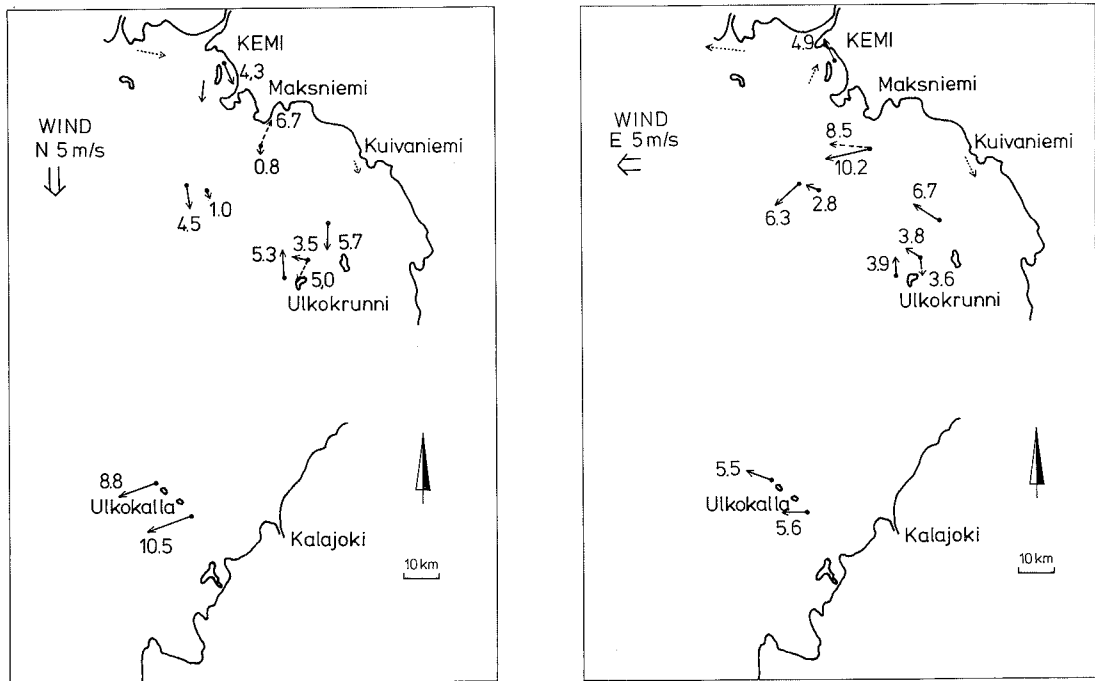 KEMI
4,3
Maksniemi
6.7
WIND
N 5 m/s
Kuivaniemi
0.8
4.5
1.0
5.3
3.5
5.7
5,0
Ulkokrunni
8.8
Ulkokalla
10.5
Kalajoki
10 km
4.9
KEMI
Maksniemi
WIND
E 5 m/s
8.5
Kuivaniemi
10.2
6.3
2.8
6.7
3.8
3.9
3.6
Ulkokrunni
5.5
Ulkokalla
5.6
Kalajoki
10 km